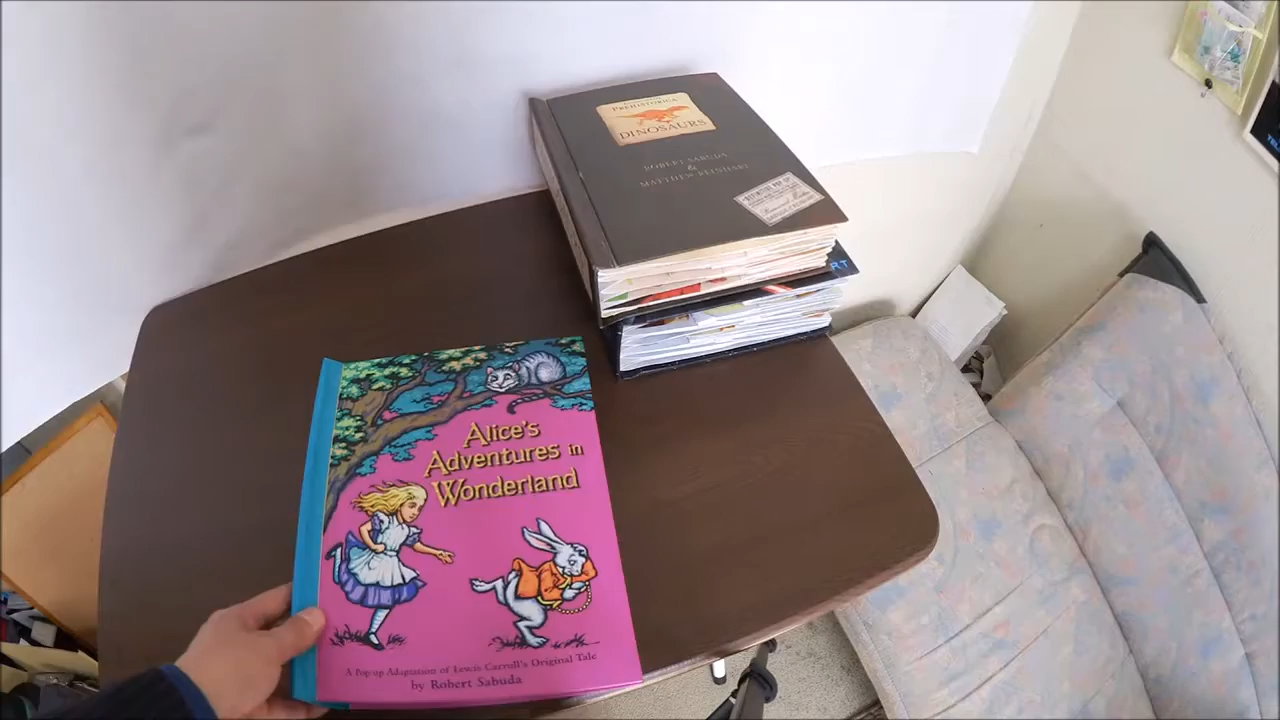 PREHISTORICA
DINOSAURS
ROBERT SABUDA
&
MATTHEW REINHART
RT
Alice's
Adventures in
Wonderland
A Pop-up Adaptation of Lewis Carroll's Original Tale
by Robert Sabuda